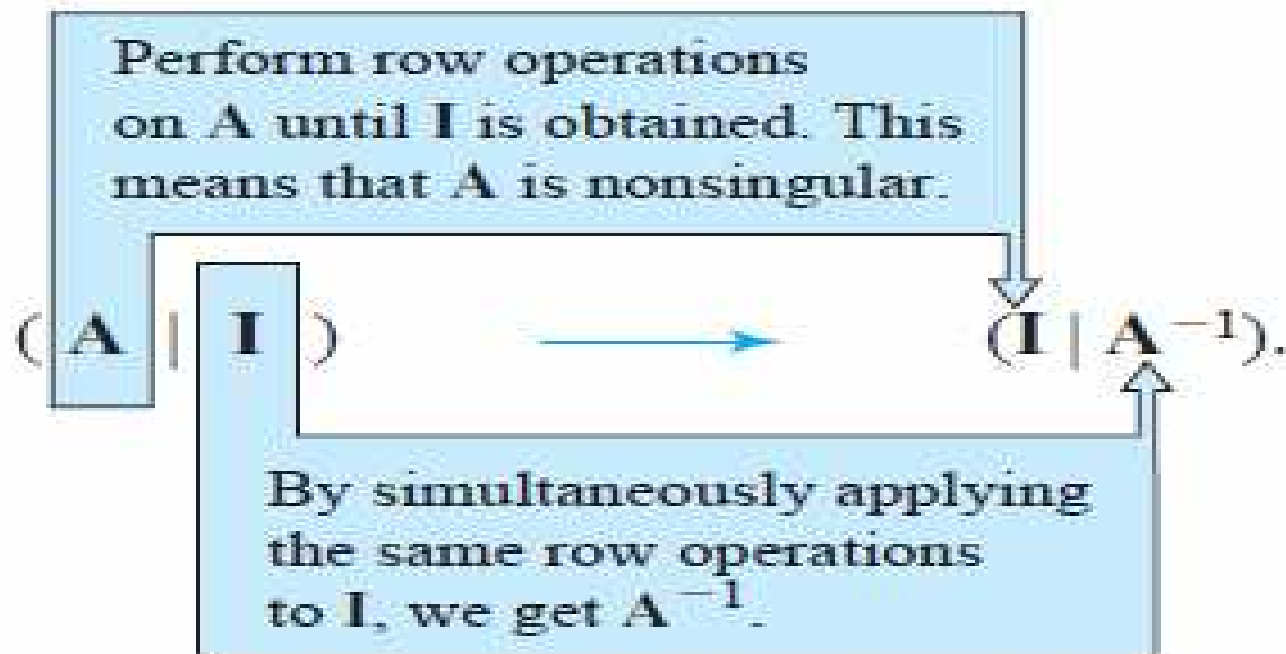 Perform row operations
on A until I is obtained. This
means that A is nonsingular.
( A | I ) (I | A⁻¹).
By simultaneously applying
the same row operations
to I, we get A⁻¹.